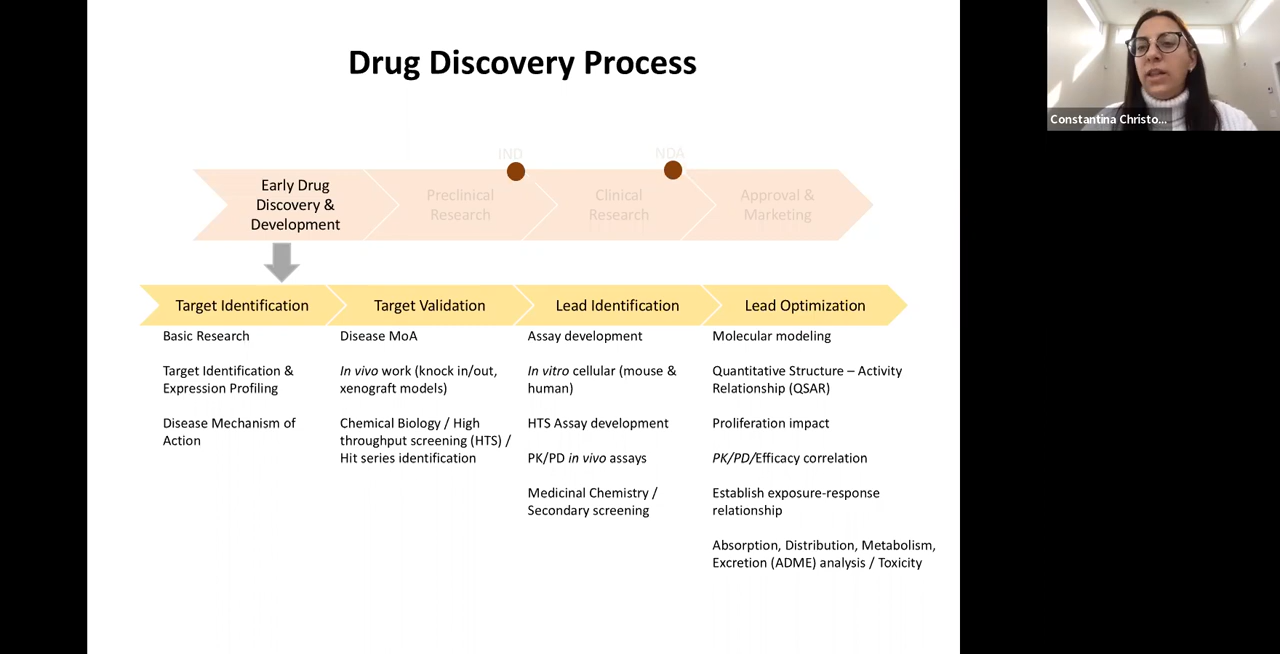 Drug Discovery Process
IND
NDA
Early Drug
Discovery &
Development
Preclinical
Research
Clinical
Research
Approval &
Marketing
Target Identification
Target Validation
Lead Identification
Lead Optimization
Basic Research
Target Identification &
Expression Profiling
Disease Mechanism of
Action
Disease MoA
In vivo work (knock in/out,
xenograft models)
Chemical Biology / High
throughput screening (HTS) /
Hit series identification
Assay development
In vitro cellular (mouse &
human)
HTS Assay development
PK/PD in vivo assays
Medicinal Chemistry /
Secondary screening
Molecular modeling
Quantitative Structure – Activity
Relationship (QSAR)
Proliferation impact
PK/PD/Efficacy correlation
Establish exposure-response
relationship
Absorption, Distribution, Metabolism,
Excretion (ADME) analysis / Toxicity
Constantina Christo...